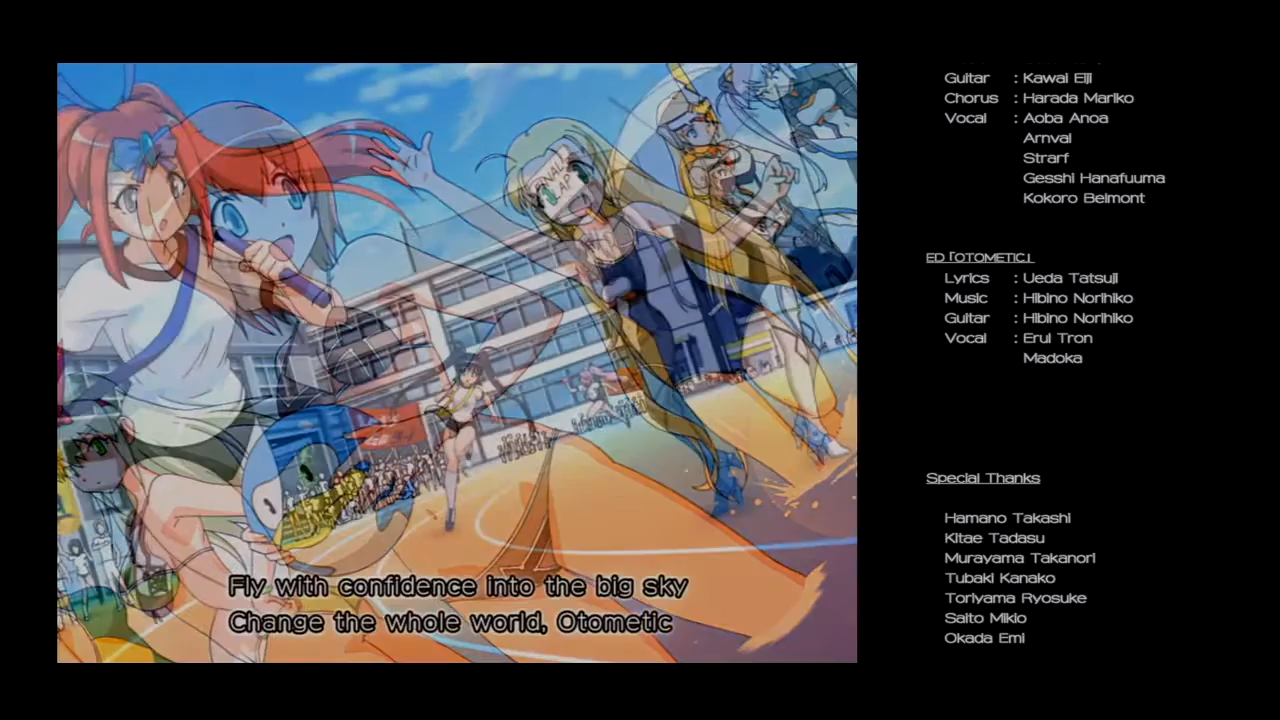 FINAL
LAP
Fly with confidence into the big sky
Change the whole world, Otometic
Guitar : Kawai Eiji
Chorus : Harada Mariko
Vocal : Aoba Anoa
Arnval
Strarf
Gesshi Hanafuuma
Kokoro Belmont
ED「OTOMETIC」
Lyrics : Ueda Tatsuji
Music : Hibino Norihiko
Guitar : Hibino Norihiko
Vocal : Erul Tron
Madoka
Special Thanks
Hamano Takashi
Kitae Tadasu
Murayama Takanori
Tubaki Kanako
Toriyama Ryosuke
Saito Mikio
Okada Emi